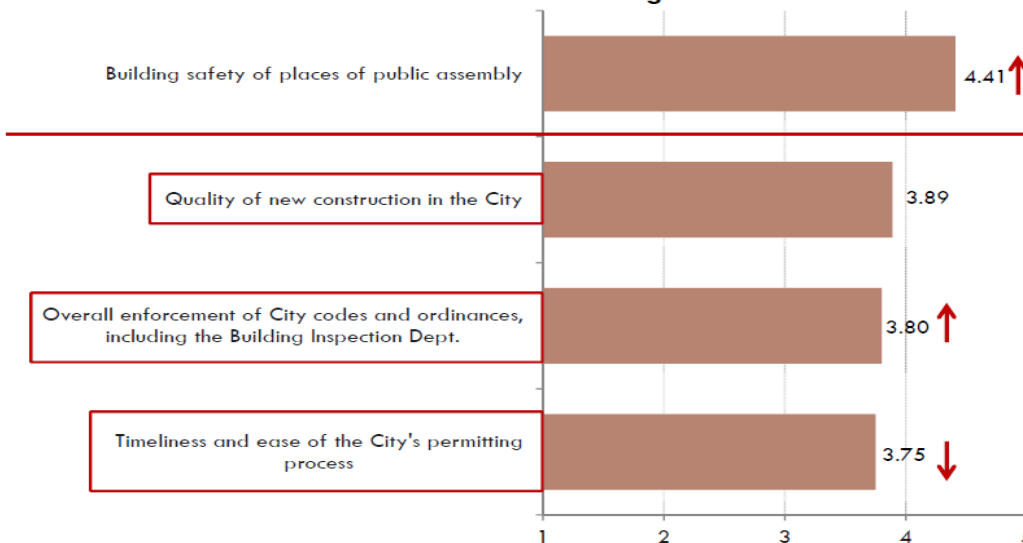 Building safety of places of public assembly
4.41
Quality of new construction in the City
3.89
Overall enforcement of City codes and ordinances,
including the Building Inspection Dept.
3.80
Timeliness and ease of the City's permitting
process
3.75
1 2 3 4